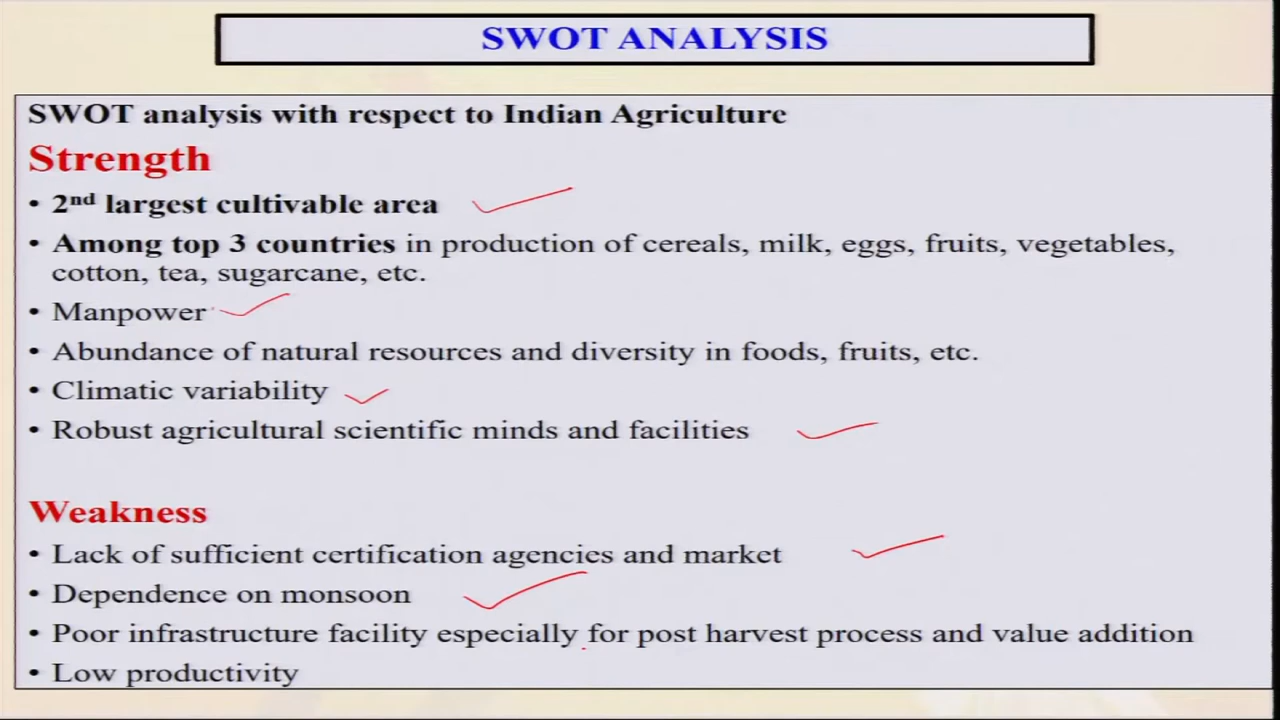 SWOT ANALYSIS
SWOT analysis with respect to Indian Agriculture
Strength
• 2nd largest cultivable area
• Among top 3 countries in production of cereals, milk, eggs, fruits, vegetables,
cotton, tea, sugarcane, etc.
• Manpower
• Abundance of natural resources and diversity in foods, fruits, etc.
• Climatic variability
• Robust agricultural scientific minds and facilities
Weakness
• Lack of sufficient certification agencies and market
• Dependence on monsoon
• Poor infrastructure facility especially for post harvest process and value addition
• Low productivity